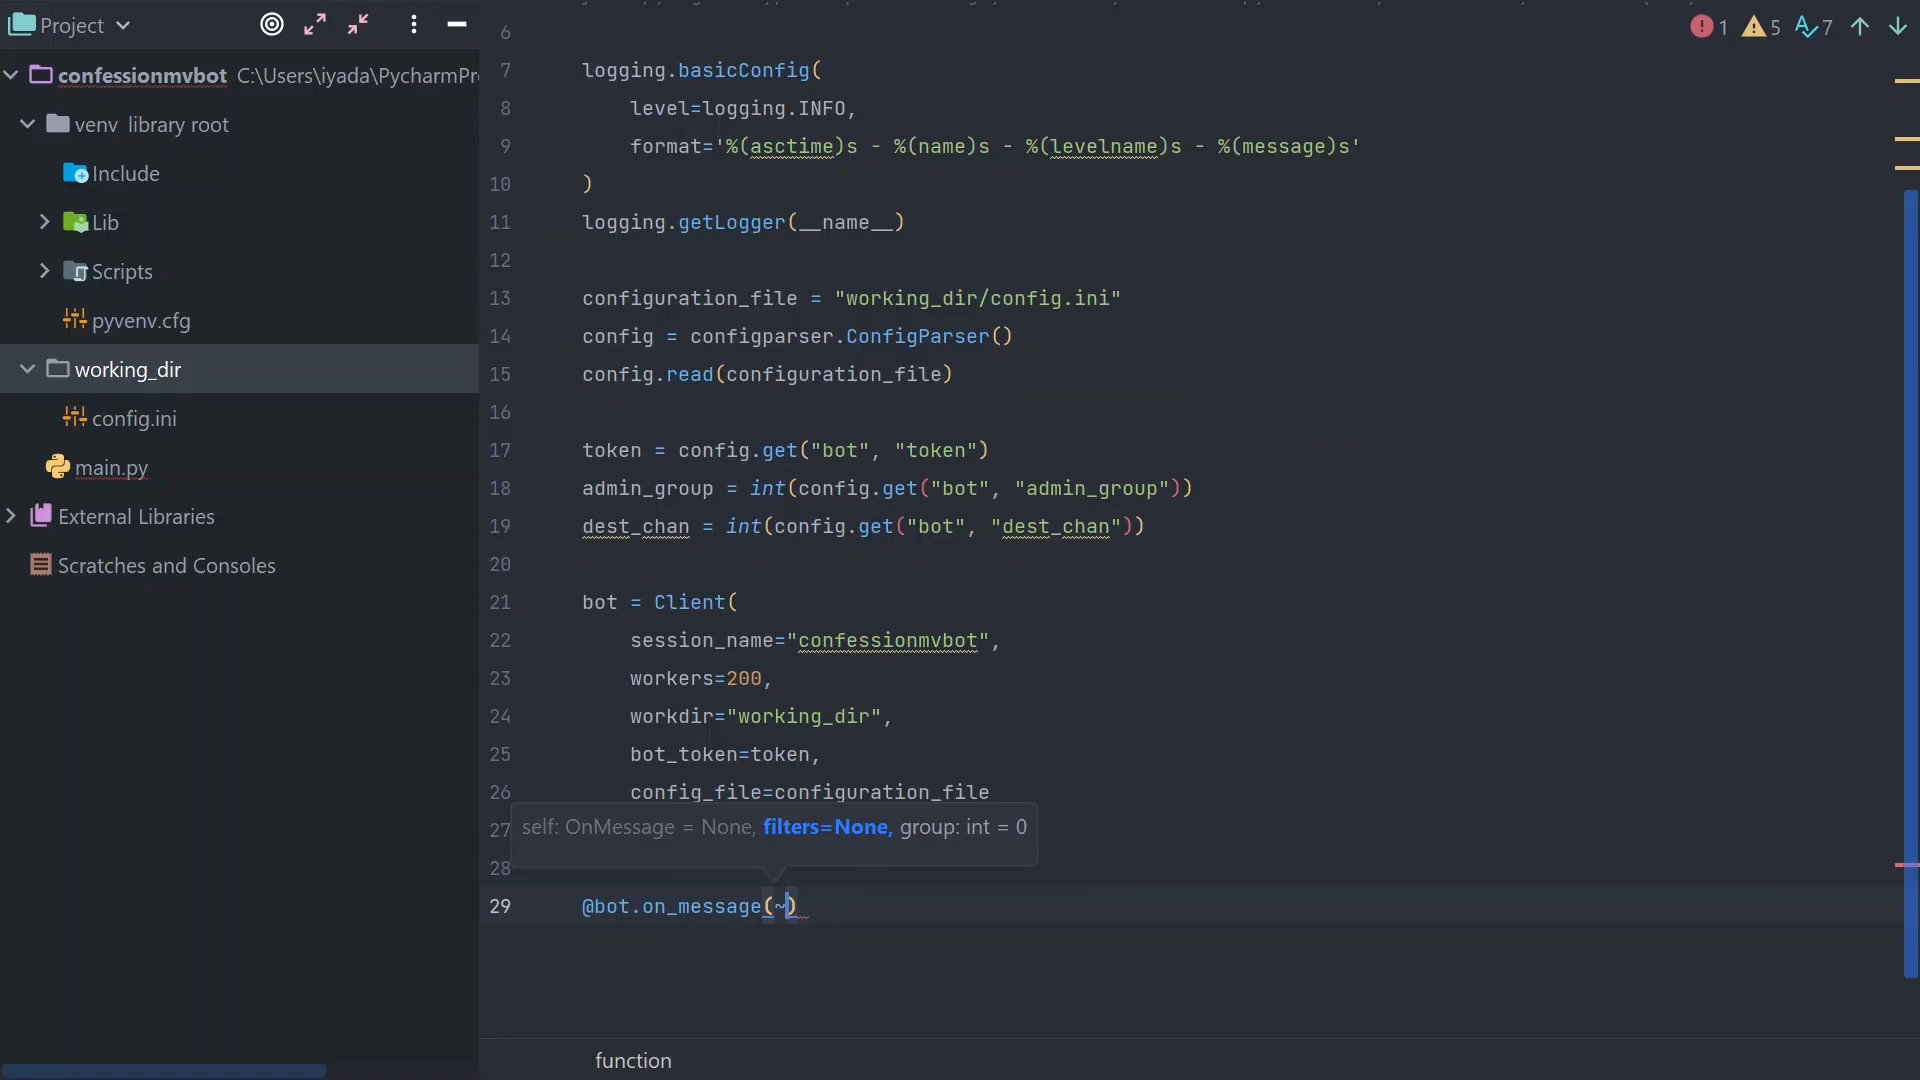 Project
confessionmvbot C:\Users\iyada\PycharmPr
venv library root
Include
Lib
Scripts
pyvenv.cfg
working_dir
config.ini
main.py
External Libraries
Scratches and Consoles
1 5 7
6
7 logging.basicConfig(
8 level=logging.INFO,
9 format='%(asctime)s - %(name)s - %(levelname)s - %(message)s'
10 )
11 logging.getLogger(__name__)
12
13 configuration_file = "working_dir/config.ini"
14 config = configparser.ConfigParser()
15 config.read(configuration_file)
16
17 token = config.get("bot", "token")
18 admin_group = int(config.get("bot", "admin_group"))
19 dest_chan = int(config.get("bot", "dest_chan"))
20
21 bot = Client(
22 session_name="confessionmvbot",
23 workers=200,
24 workdir="working_dir",
25 bot_token=token,
26 config_file=configuration_file
27 self: OnMessage = None, filters=None, group: int = 0
28
29 @bot.on_message(~)
function